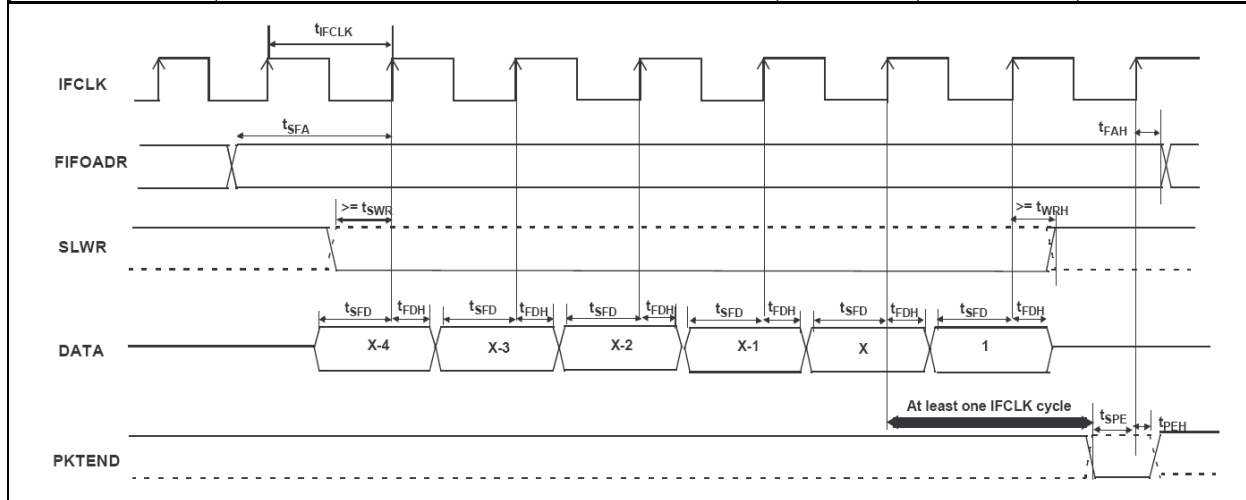 tIFCLK
IFCLK
tSFA
tFAH
FIFOADR
>= tSWR
>= tWRH
SLWR
tSFD tFDH tSFD tFDH tSFD tFDH tSFD tFDH tSFD tFDH tSFD tFDH
DATA X-4 X-3 X-2 X-1 X 1
At least one IFCLK cycle
tSPE
tPEH
PKTEND